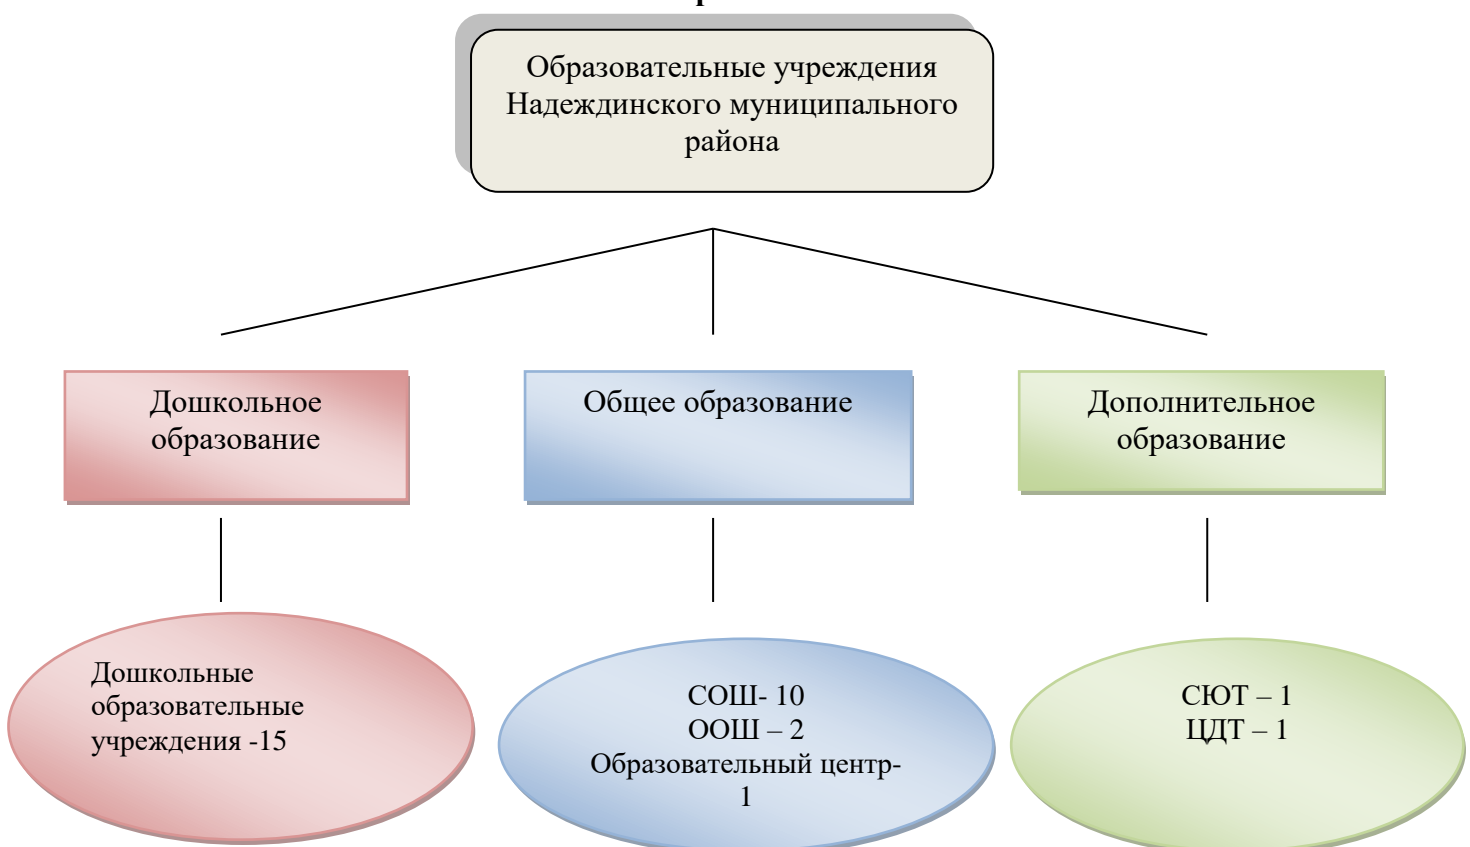 Образовательные учреждения
Надеждинского муниципального
района
Дошкольное
образование
Общее образование
Дополнительное
образование
Дошкольные
образовательные
учреждения -15
СОШ- 10
ООШ – 2
Образовательный центр-
1
СЮТ – 1
ЦДТ – 1